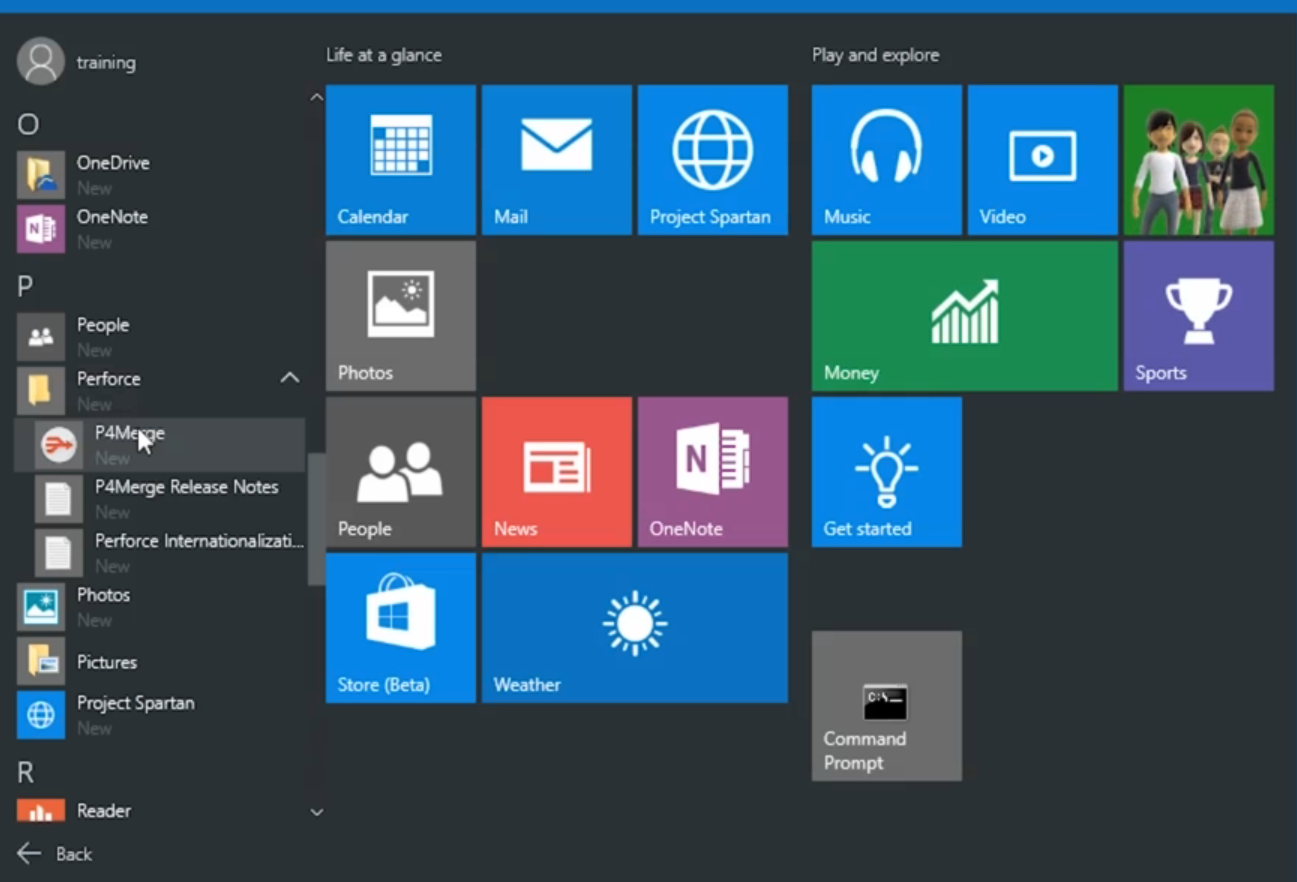 training
O
OneDrive
New
OneNote
New
P
People
New
Perforce
New
P4Merge
New
P4Merge Release Notes
New
Perforce Internationalizati...
New
Photos
New
Pictures
Project Spartan
New
R
Reader
Back
Life at a glance
Calendar
Mail
Project Spartan
Photos
People
News
N
OneNote
Store (Beta)
Weather
Play and explore
Music
Video
Money
Sports
Get started
C:\_
Command
Prompt